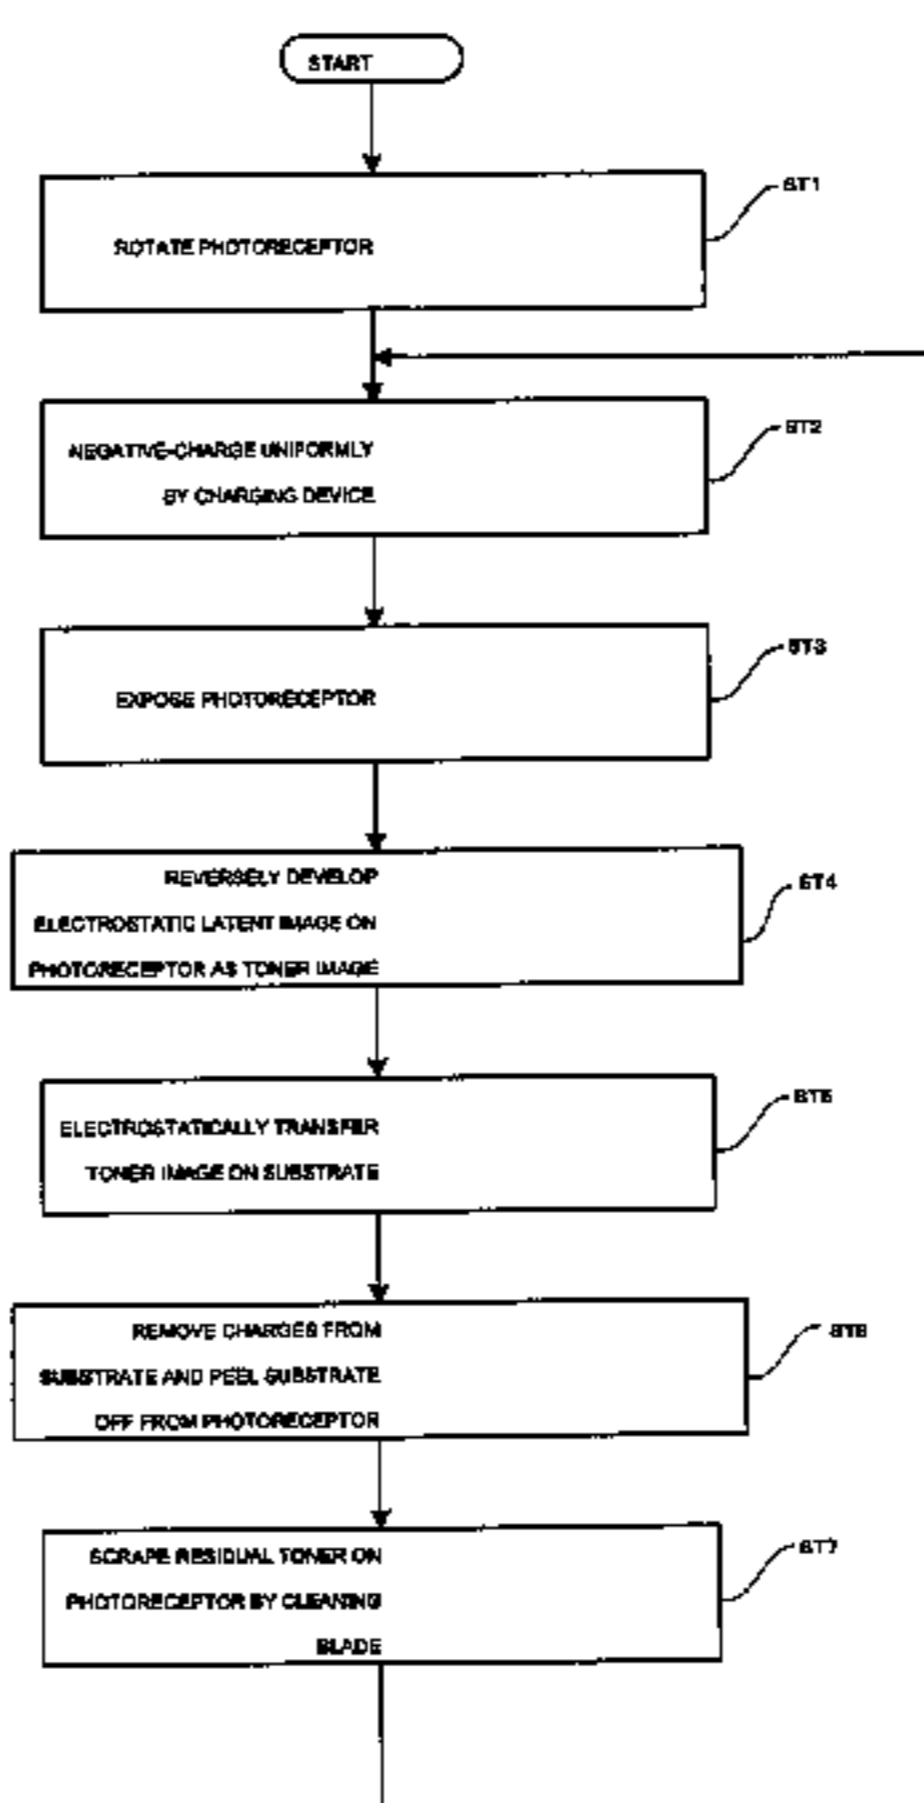 START
ROTATE PHOTORECEPTOR
ST1
NEGATIVE-CHARGE UNIFORMLY
BY CHARGING DEVICE
ST2
EXPOSE PHOTORECEPTOR
ST3
REVERSELY DEVELOP
ELECTROSTATIC LATENT IMAGE ON
PHOTORECEPTOR AS TONER IMAGE
ST4
ELECTROSTATICALLY TRANSFER
TONER IMAGE ON SUBSTRATE
ST5
REMOVE CHARGES FROM
SUBSTRATE AND PEEL SUBSTRATE
OFF FROM PHOTORECEPTOR
ST6
SCRAPE RESIDUAL TONER ON
PHOTORECEPTOR BY CLEANING
BLADE
ST7